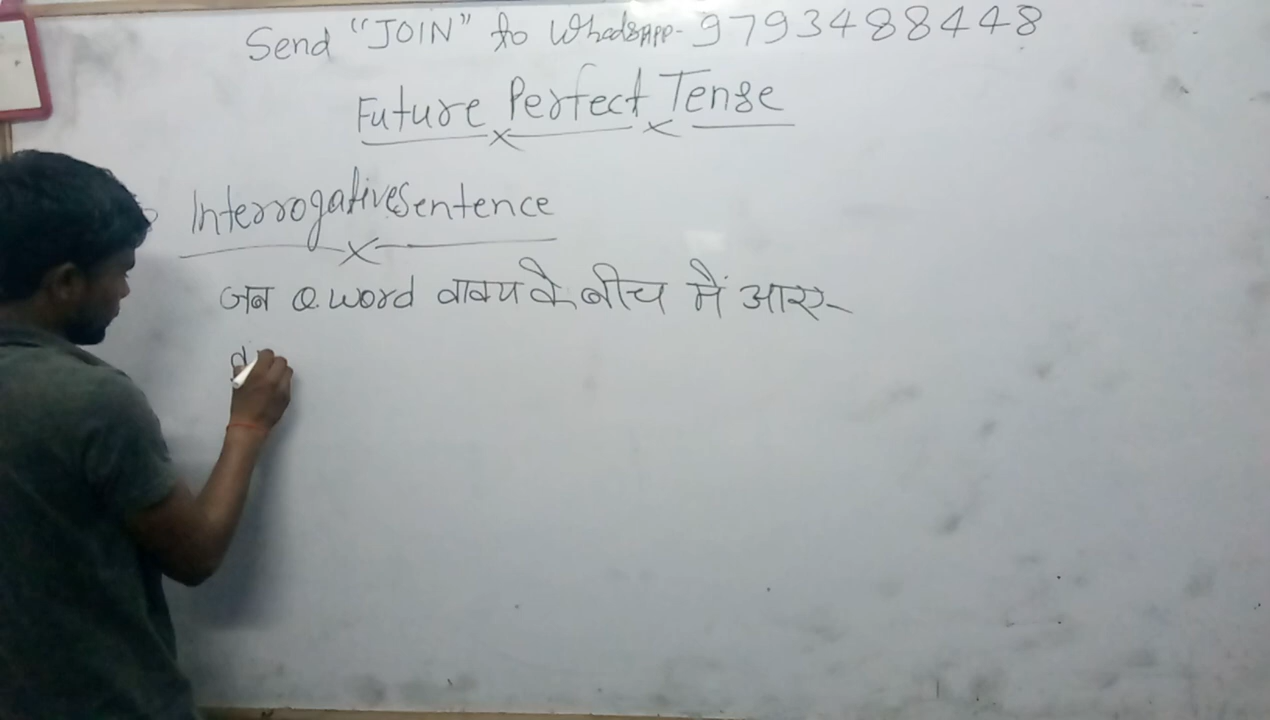 Send "JOIN" to WhatsApp- 9793488448
Future Perfect Tense
Interrogative Sentence
जब Q.word वाक्य के बीच में आए-